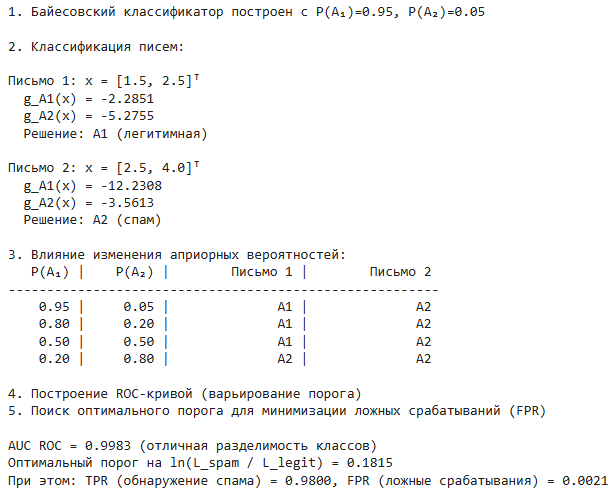 1. Байесовский классификатор построен с P(A₁)=0.95, P(A₂)=0.05
2. Классификация писем:
Письмо 1: x = [1.5, 2.5]ᵀ
g_A1(x) = -2.2851
g_A2(x) = -5.2755
Решение: A1 (легитимная)
Письмо 2: x = [2.5, 4.0]ᵀ
g_A1(x) = -12.2308
g_A2(x) = -3.5613
Решение: A2 (спам)
3. Влияние изменения априорных вероятностей:
P(A₁) | P(A₂) | Письмо 1 | Письмо 2
-------------------------------------------------------
0.95 | 0.05 | A1 | A2
0.80 | 0.20 | A1 | A2
0.50 | 0.50 | A1 | A2
0.20 | 0.80 | A2 | A2
4. Построение ROC-кривой (варьирование порога)
5. Поиск оптимального порога для минимизации ложных срабатываний (FPR)
AUC ROC = 0.9983 (отличная разделимость классов)
Оптимальный порог на ln(L_spam / L_legit) = 0.1815
При этом: TPR (обнаружение спама) = 0.9800, FPR (ложные срабатывания) = 0.0021